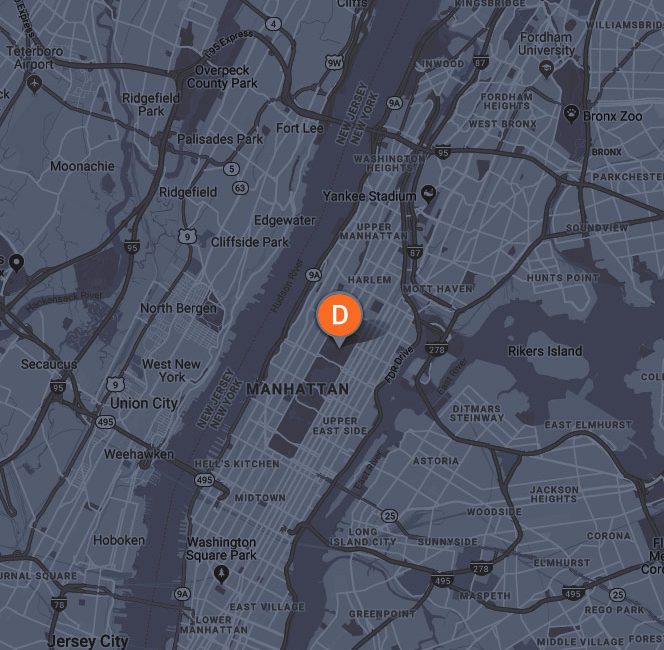 Cliffs
KINGSBRIDGE
4
WILLIAMSBRI
Fordham
University
Teterboro
Airport
I-95 Express
9W
87
INWOOD
Overpeck
County Park
NEW JERSEY
NEW YORK
Ridgefield
Park
9A
FORDHAM
HEIGHTS
Bronx Zoo
Fort Lee
WEST BRONX
Palisades Park
95
BRONX
WASHINGTON
HEIGHTS
Moonachie
5
PARKCHESTER
63
Ridgefield
Yankee Stadium
Edgewater
9
UPPER
MANHATTAN
SOUNDVIEW
Cliffside Park
95
87
9A
HARLEM
HUNTS POINT
MOTT HAVEN
Hackensack River
Hudson River
North Bergen
D
278
Rikers Island
Secaucus
West New
York
FDR Drive
East River
95
9
MANHATTAN
NEW JERSEY
NEW YORK
Union City
DITMARS
STEINWAY
495
UPPER
EAST SIDE
EAST ELMHURST
Weehawken
HELL'S KITCHEN
East River
ASTORIA
495
MIDTOWN
JACKSON
HEIGHTS
25
WOODSIDE
Hoboken
Washington
Square Park
LONG
ISLAND CITY
SUNNYSIDE
CORONA
ELMHURST
278
URNAL SQUARE
495
MASPETH
495
25
78
9A
EAST VILLAGE
GREENPOINT
REGO PARK
LOWER
MANHATTAN
Jersey City
MIDDLE VILLAGE
FORES